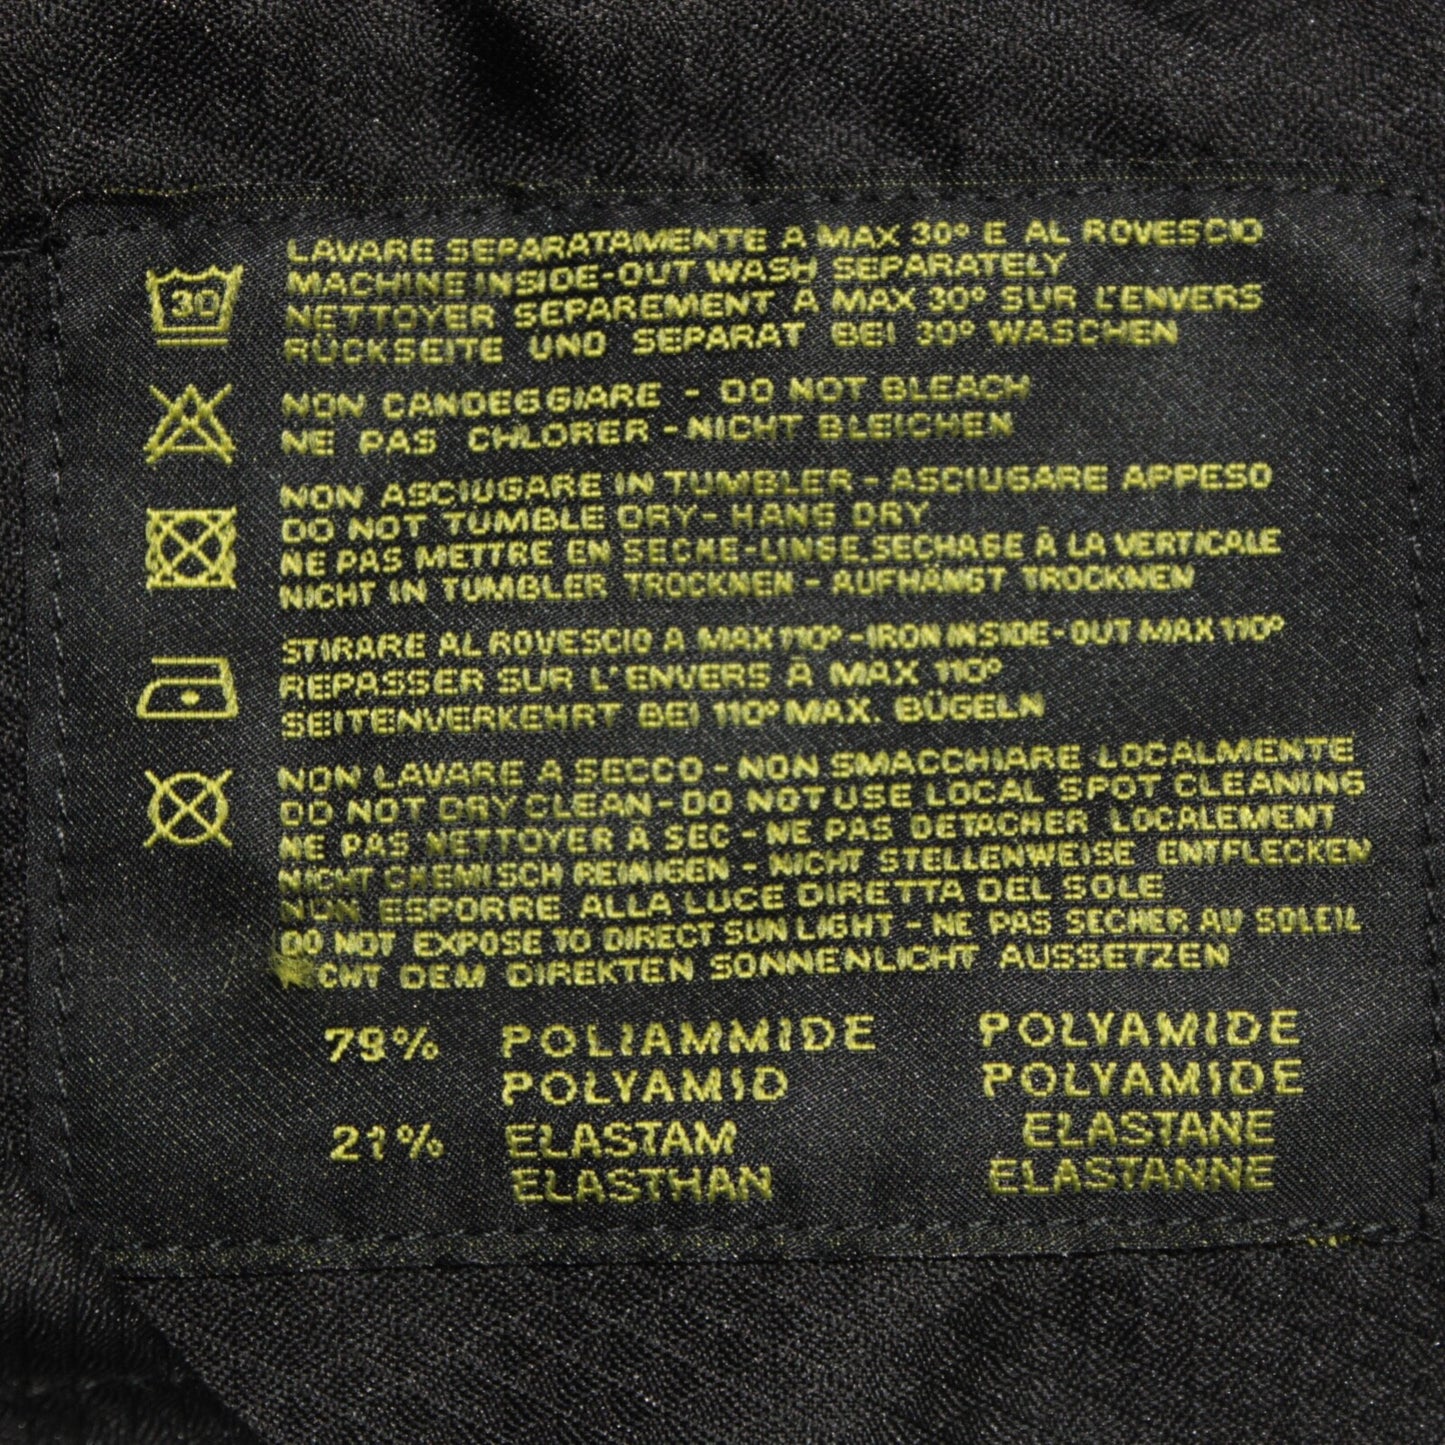 LAVARE SEPARATAMENTE A MAX 30° E AL ROVESCIO
30
MACHINE INSIDE-OUT WASH SEPARATELY
NETTOYER SEPAREMENT A MAX 30° SUR L'ENVERS
RÜCKSEITE UND SEPARAT BEI 30° WASCHEN
NON CANDEGGIARE - DO NOT BLEACH
NE PAS CHLORER - NICHT BLEICHEN
NON ASCIUGARE IN TUMBLER - ASCIUGARE APPESO
DO NOT TUMBLE DRY - HANG DRY
NE PAS METTRE EN SECHE-LINGE, SECHAGE À LA VERTICALE
NICHT IN TUMBLER TROCKNEN - AUFHÄNGT TROCKNEN
STIRARE AL ROVESCIO A MAX 110° - IRON INSIDE-OUT MAX 110°
REPASSER SUR L'ENVERS À MAX 110°
SEITENVERKEHRT BEI 110° MAX. BÜGELN
NON LAVARE A SECCO - NON SMACCHIARE LOCALMENTE
DO NOT DRY CLEAN - DO NOT USE LOCAL SPOT CLEANING
NE PAS NETTOYER À SEC - NE PAS DETACHER LOCALEMENT
NICHT CHEMISCH REINIGEN - NICHT STELLENWEISE ENTFLECKEN
NON ESPORRE ALLA LUCE DIRETTA DEL SOLE
DO NOT EXPOSE TO DIRECT SUN LIGHT - NE PAS SECHER AU SOLEIL
NICHT DEM DIREKTEN SONNENLICHT AUSSETZEN
79% POLIAMMIDE POLYAMIDE
POLYAMID POLYAMIDE
21% ELASTAM ELASTANE
ELASTHAN ELASTANNE